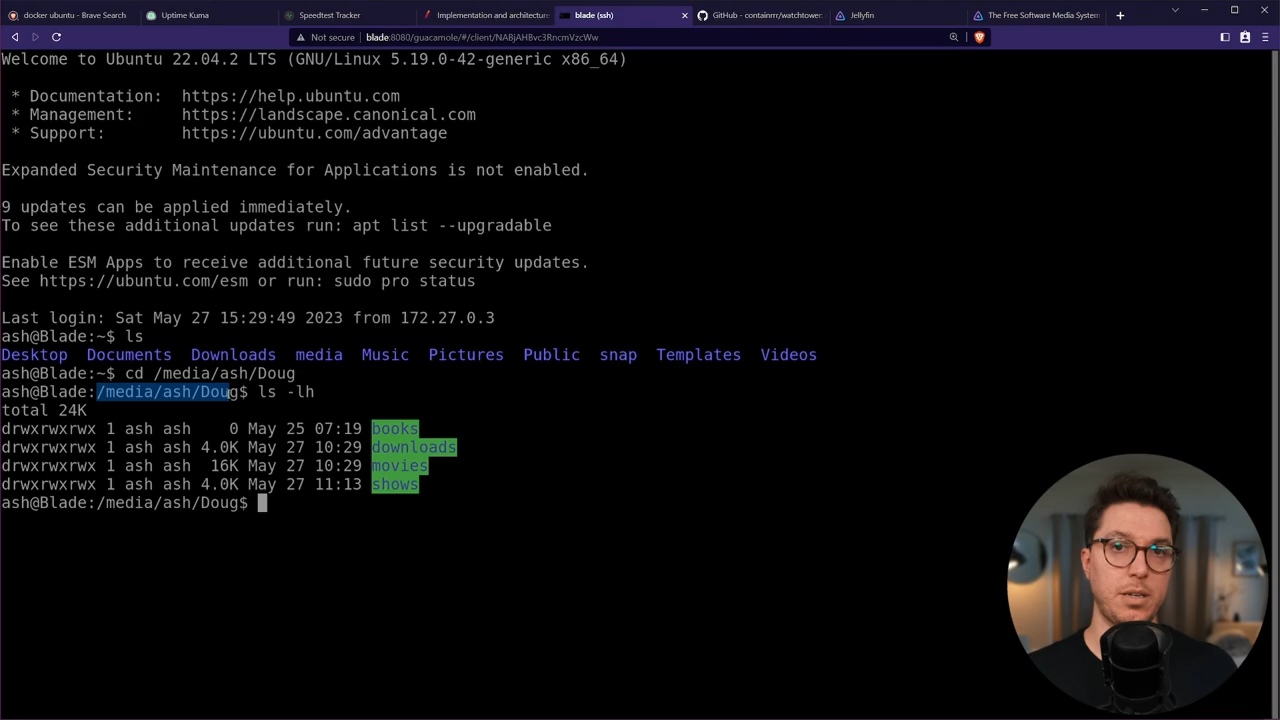 docker ubuntu - Brave Search
Uptime Kuma
Speedtest Tracker
Implementation and architecture
blade (ssh)
GitHub - containrrr/watchtower
Jellyfin
The Free Software Media System
Not secure
blade:8080/guacamole/#/client/NABjAHBvc3RncmVzcWw
Welcome to Ubuntu 22.04.2 LTS (GNU/Linux 5.19.0-42-generic x86_64)
* Documentation:  https://help.ubuntu.com
* Management:     https://landscape.canonical.com
* Support:        https://ubuntu.com/advantage
Expanded Security Maintenance for Applications is not enabled.
9 updates can be applied immediately.
To see these additional updates run: apt list --upgradable
Enable ESM Apps to receive additional future security updates.
See https://ubuntu.com/esm or run: sudo pro status
Last login: Sat May 27 15:29:49 2023 from 172.27.0.3
ash@Blade:~$ ls
Desktop  Documents  Downloads  media  Music  Pictures  Public  snap  Templates  Videos
ash@Blade:~$ cd /media/ash/Doug
ash@Blade:/media/ash/Doug$ ls -lh
total 24K
drwxrwxrwx 1 ash ash    0 May 25 07:19 books
drwxrwxrwx 1 ash ash 4.0K May 27 10:29 downloads
drwxrwxrwx 1 ash ash  16K May 27 10:29 movies
drwxrwxrwx 1 ash ash 4.0K May 27 11:13 shows
ash@Blade:/media/ash/Doug$